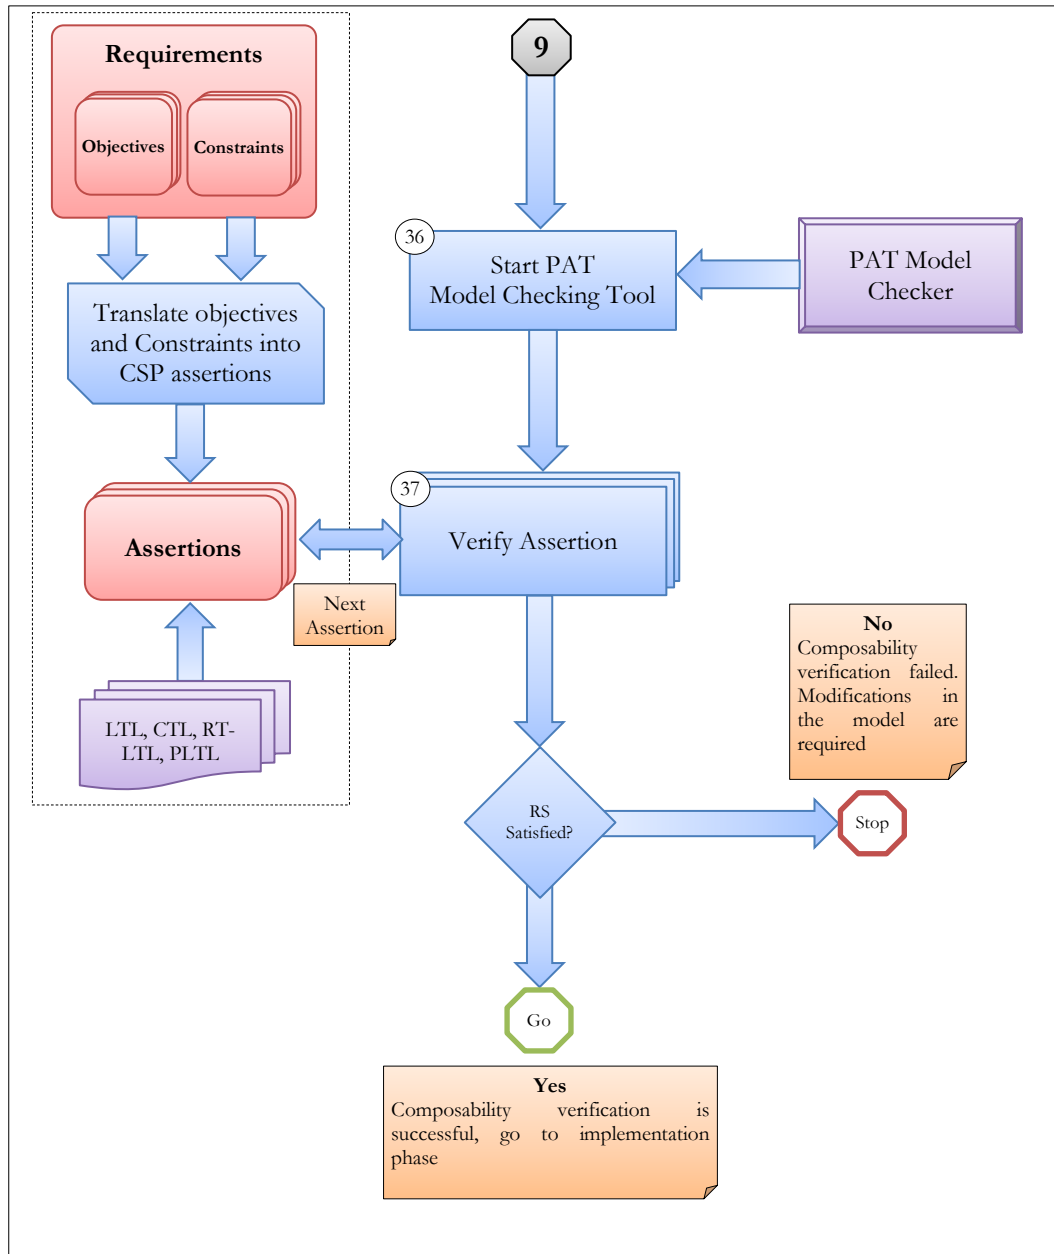 Requirements
Objectives
Constraints
Translate objectives
and Constraints into
CSP assertions
Assertions
LTL, CTL, RT-
LTL, PLTL
9
36
Start PAT
Model Checking Tool
PAT Model
Checker
37
Verify Assertion
Next
Assertion
RS
Satisfied?
No
Composability
verification failed.
Modifications in
the model are
required
Stop
Go
Yes
Composability verification is
successful, go to implementation
phase